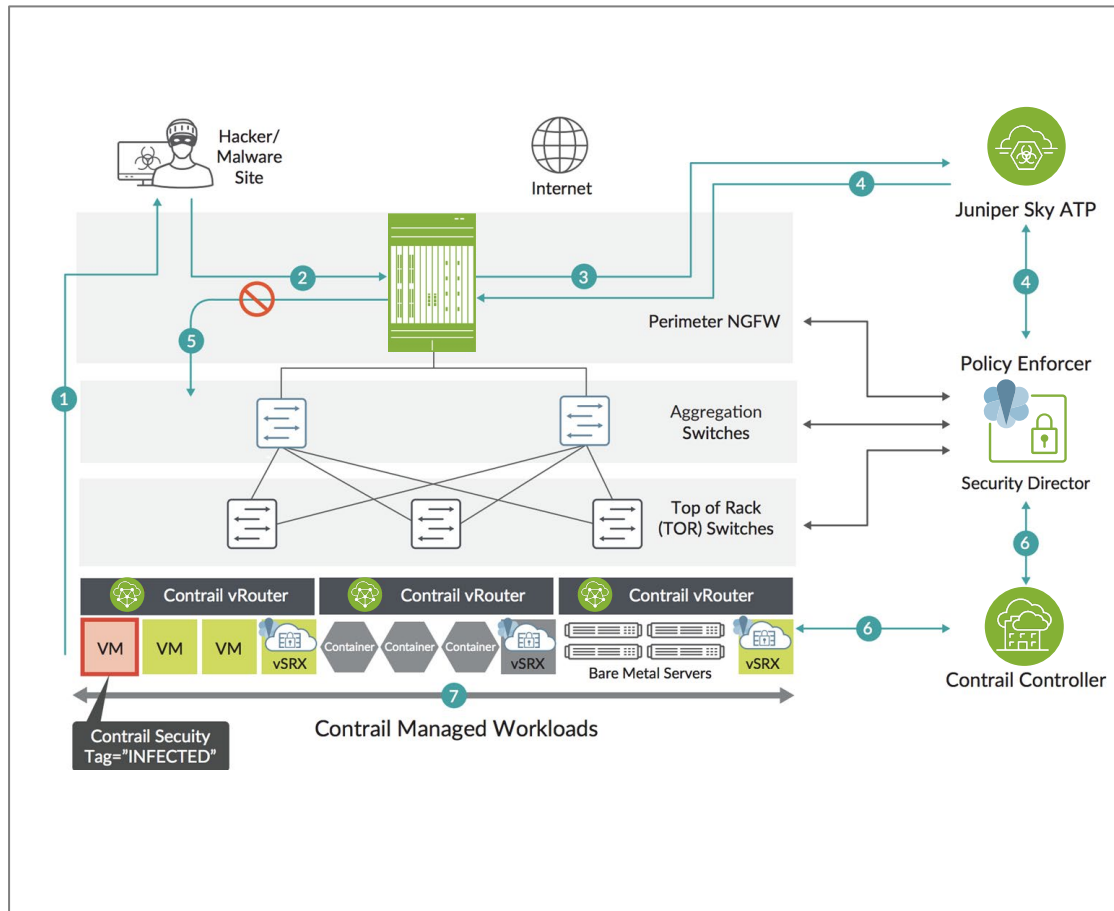 Hacker/
Malware
Site
Internet
4
Juniper Sky ATP
2
3
4
Perimeter NGFW
5
Policy Enforcer
1
Aggregation
Switches
Security Director
Top of Rack
(TOR) Switches
6
Contrail vRouter
Contrail vRouter
Contrail vRouter
6
VM
VM
VM
vSRX
Container
Container
Container
vSRX
Bare Metal Servers
vSRX
Contrail Controller
7
Contrail Managed Workloads
Contrail Secuity
Tag="INFECTED"